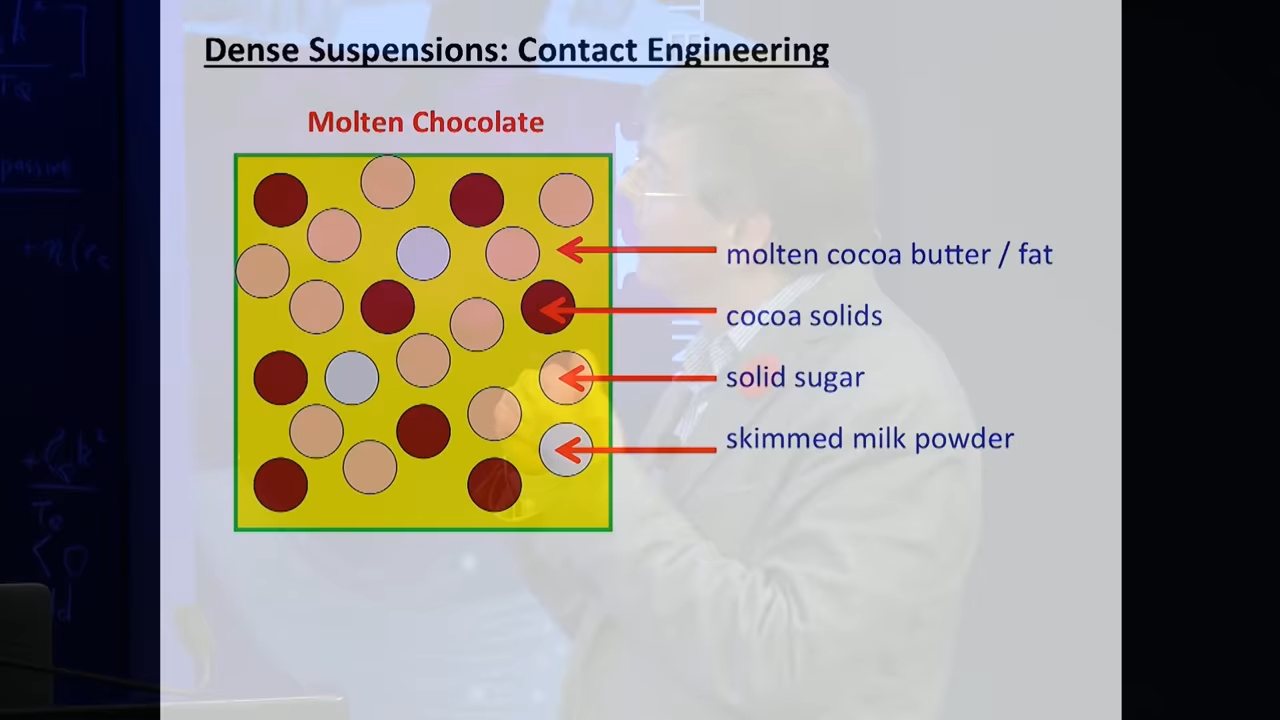 Dense Suspensions: Contact Engineering
Molten Chocolate
molten cocoa butter / fat
cocoa solids
solid sugar
skimmed milk powder